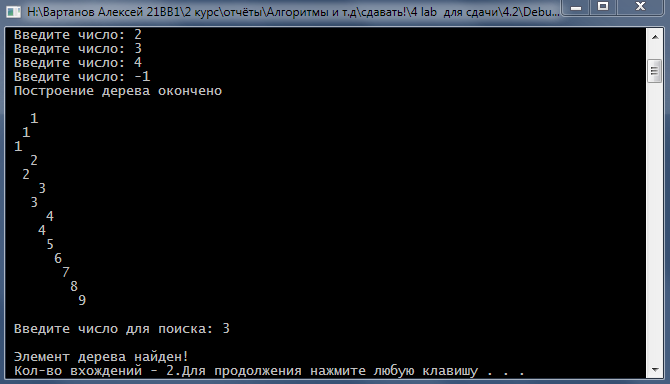 H:\Вартанов Алексей 21ВВ1\2 курс\отчёты\Алгоритмы и т.д\сдавать!\4 lab  для сдачи\4.2\Debu...
Введите число: 2
Введите число: 3
Введите число: 4
Введите число: -1
Построение дерева окончено
1
1
1
2
2
3
3
4
4
5
6
7
8
9
Введите число для поиска: 3
Элемент дерева найден!
Кол-во вхождений - 2.Для продолжения нажмите любую клавишу . . .